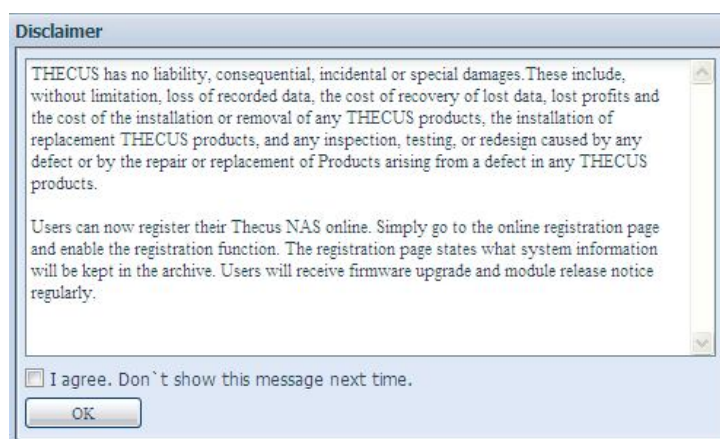 Disclaimer
THECUS has no liability, consequential, incidental or special damages.These include,
without limitation, loss of recorded data, the cost of recovery of lost data, lost profits and
the cost of the installation or removal of any THECUS products, the installation of
replacement THECUS products, and any inspection, testing, or redesign caused by any
defect or by the repair or replacement of Products arising from a defect in any THECUS
products.
Users can now register their Thecus NAS online. Simply go to the online registration page
and enable the registration function. The registration page states what system information
will be kept in the archive. Users will receive firmware upgrade and module release notice
regularly.
I agree. Don`t show this message next time.
OK